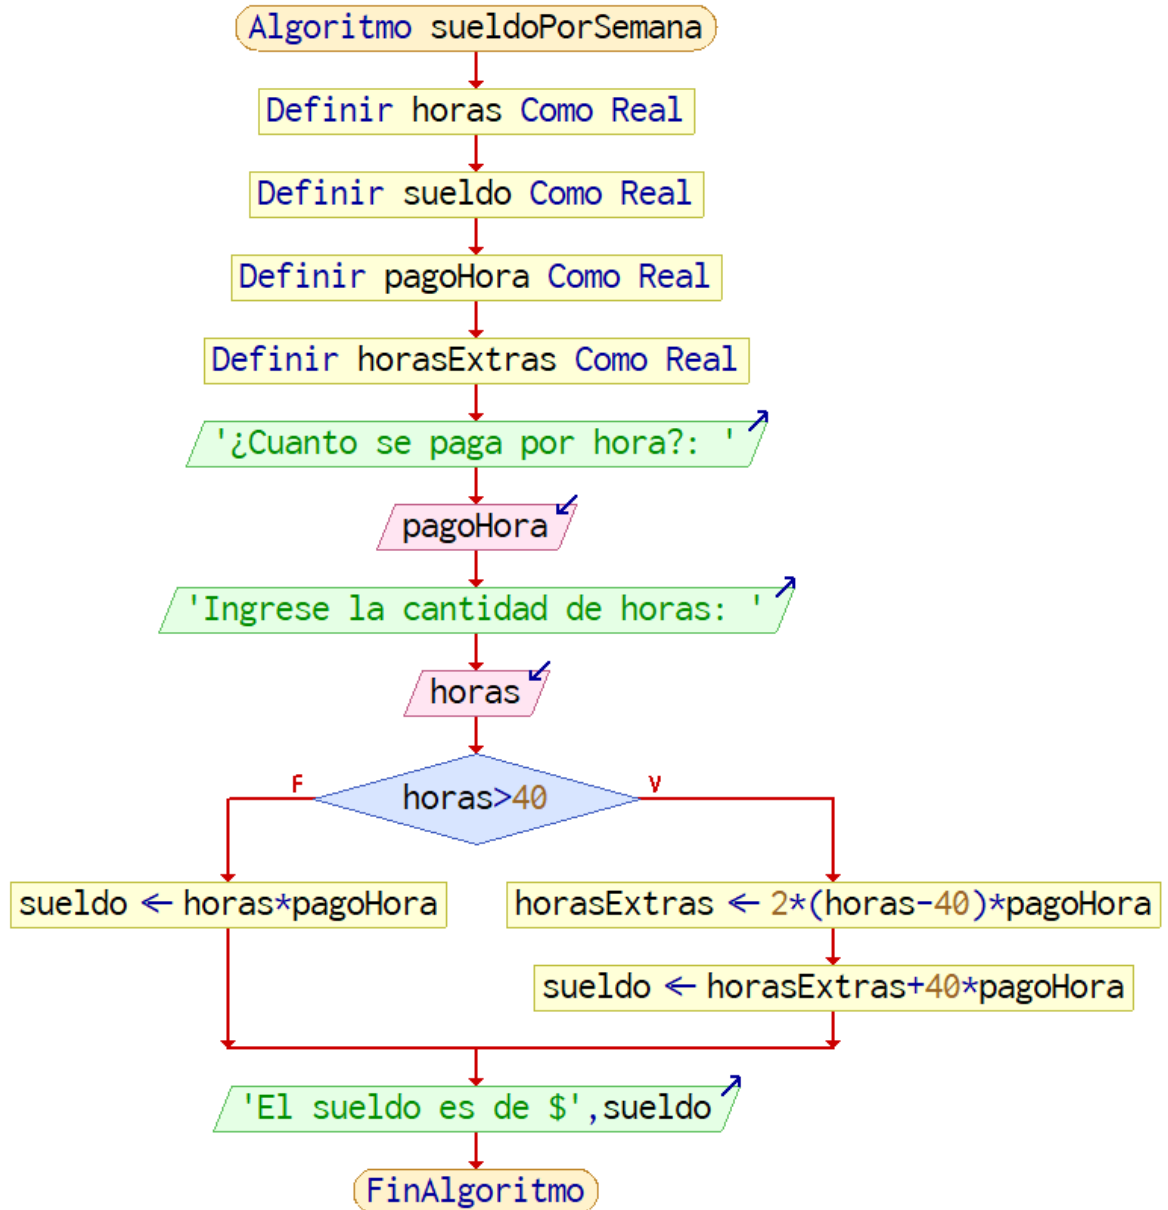 Algoritmo sueldoPorSemana
Definir horas Como Real
Definir sueldo Como Real
Definir pagoHora Como Real
Definir horasExtras Como Real
'¿Cuanto se paga por hora?: '
pagoHora
'Ingrese la cantidad de horas: '
horas
F
horas>40
V
sueldo ← horas*pagoHora
horasExtras ← 2*(horas-40)*pagoHora
sueldo ← horasExtras+40*pagoHora
'El sueldo es de $',sueldo
FinAlgoritmo